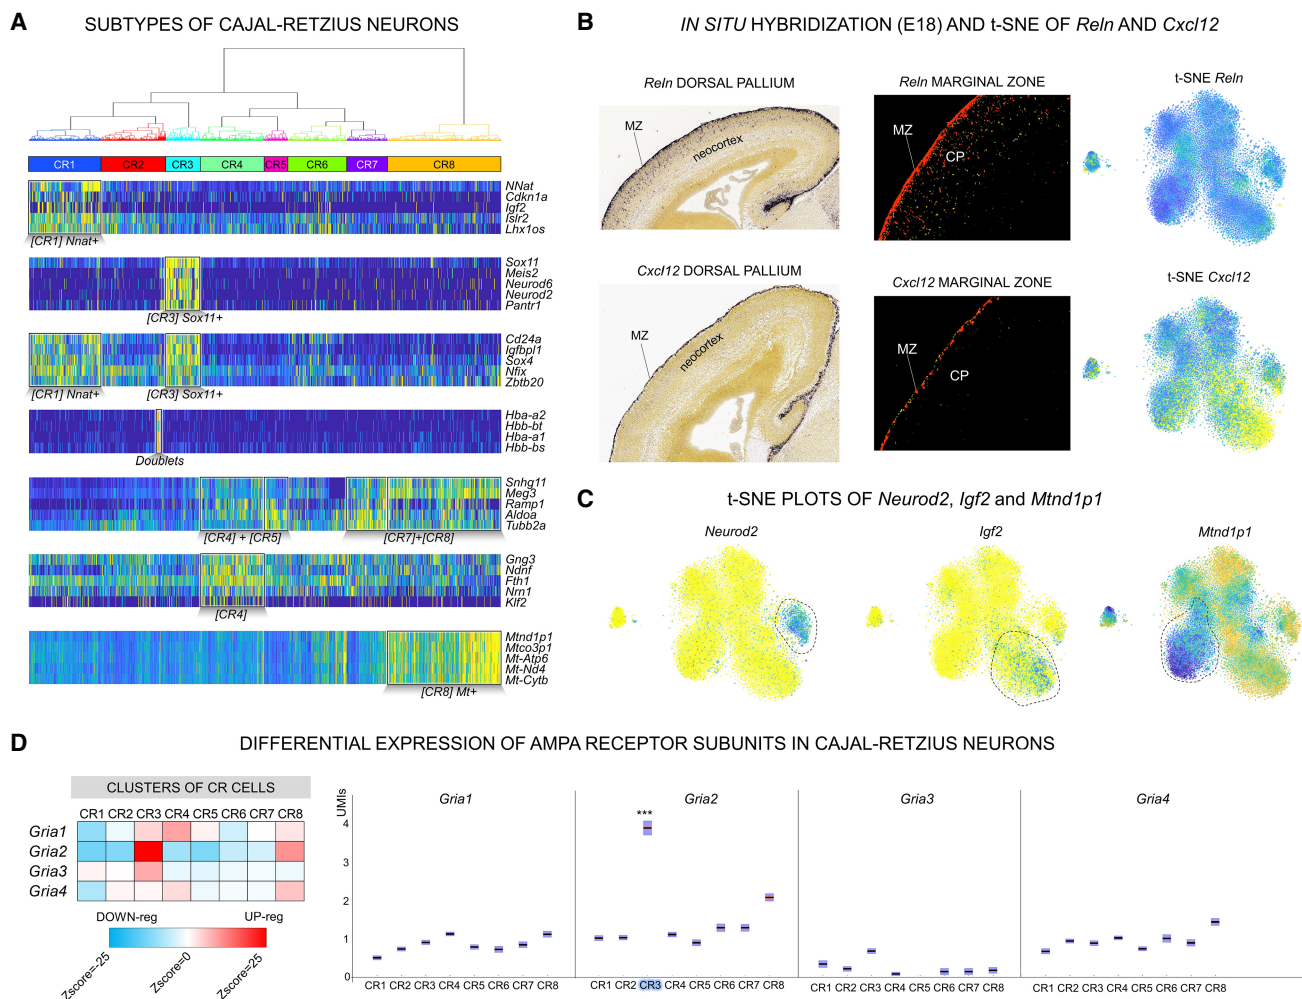 A
SUBTYPES OF CAJAL-RETZIUS NEURONS
CR1 CR2 CR3 CR4 CR5 CR6 CR7 CR8
NNat
Cdkn1a
Igf2
Islr2
Lhx1os
[CR1] Nnat+
Sox11
Meis2
Neurod6
Neurod2
Pantr1
[CR3] Sox11+
Cd24a
Igfbpl1
Sox4
Nfix
Zbtb20
[CR1] Nnat+ [CR3] Sox11+
Hba-a2
Hbb-bt
Hba-a1
Hbb-bs
Doublets
Snhg11
Meg3
Ramp1
Aldoa
Tubb2a
[CR4] + [CR5] [CR7]+[CR8]
Gng3
Ndnf
Fth1
Nrn1
Klf2
[CR4]
Mtnd1p1
Mtco3p1
Mt-Atp6
Mt-Nd4
Mt-Cytb
[CR8] Mt+
B
IN SITU HYBRIDIZATION (E18) AND t-SNE OF Reln AND Cxcl12
Reln DORSAL PALLIUM
MZ
neocortex
Reln MARGINAL ZONE
MZ
CP
t-SNE Reln
Cxcl12 DORSAL PALLIUM
MZ
neocortex
Cxcl12 MARGINAL ZONE
MZ
CP
t-SNE Cxcl12
C
t-SNE PLOTS OF Neurod2, Igf2 and Mtnd1p1
Neurod2
Igf2
Mtnd1p1
D
DIFFERENTIAL EXPRESSION OF AMPA RECEPTOR SUBUNITS IN CAJAL-RETZIUS NEURONS
CLUSTERS OF CR CELLS
CR1 CR2 CR3 CR4 CR5 CR6 CR7 CR8
Gria1
Gria2
Gria3
Gria4
DOWN-reg UP-reg
Zscore=-25 Zscore=0 Zscore=25
UMIs
4
3
2
1
0
Gria1
CR1 CR2 CR3 CR4 CR5 CR6 CR7 CR8
Gria2
***
CR1 CR2 CR3 CR4 CR5 CR6 CR7 CR8
Gria3
CR1 CR2 CR3 CR4 CR5 CR6 CR7 CR8
Gria4
CR1 CR2 CR3 CR4 CR5 CR6 CR7 CR8